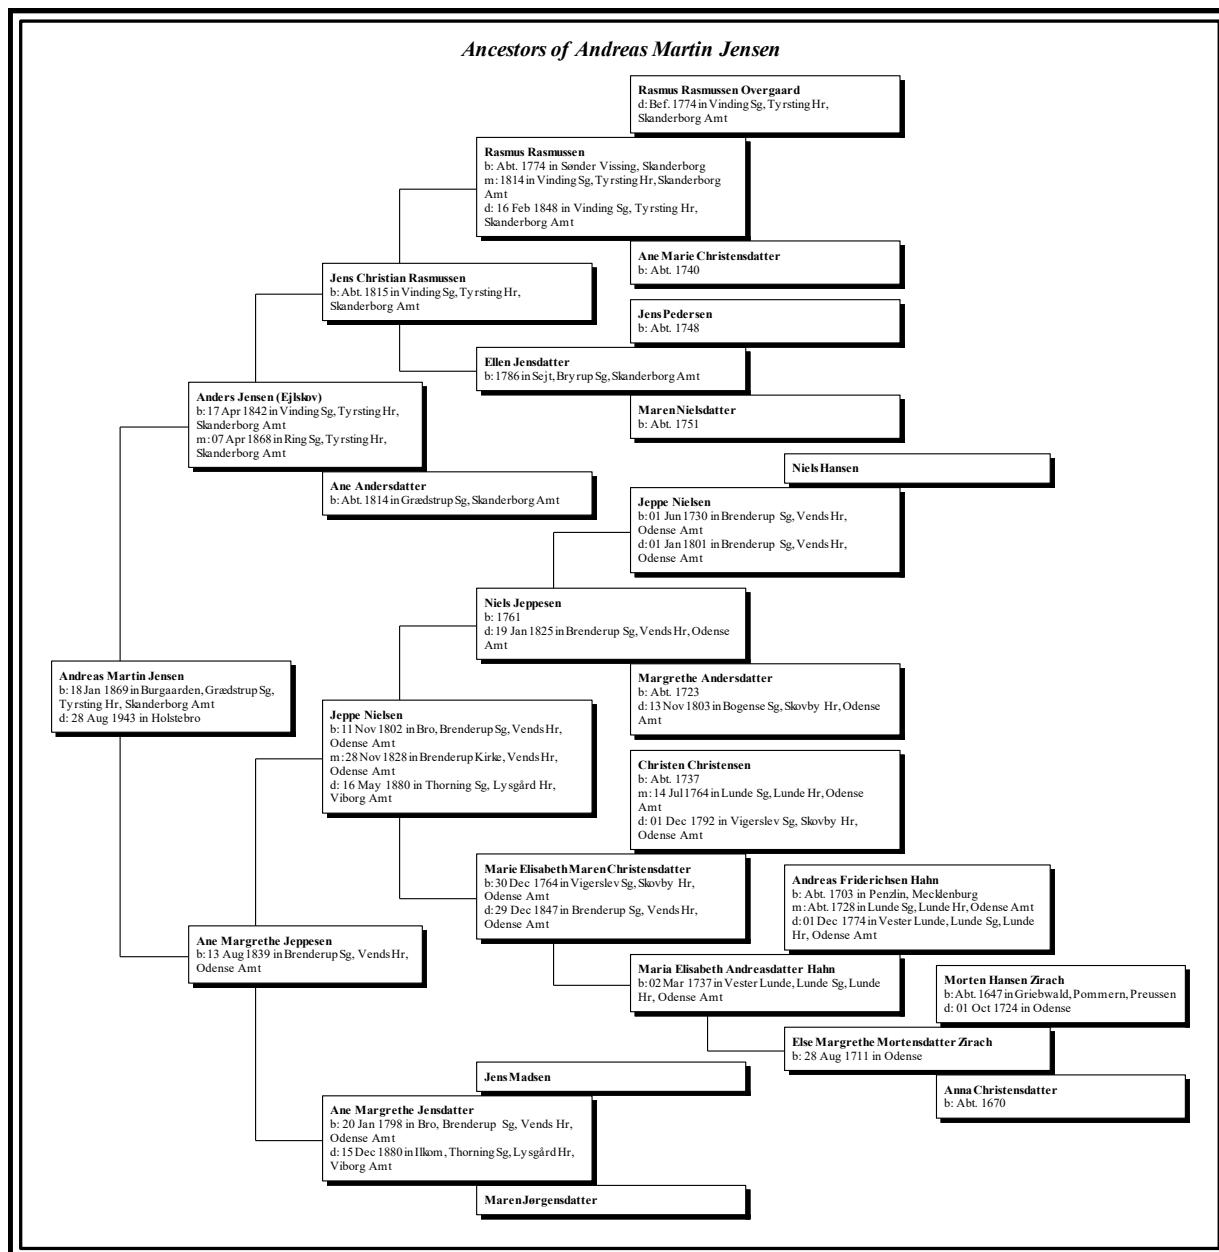 Ancestors of Andreas Martin Jensen
Rasmus Rasmussen Overgaard
d: Bef. 1774 in Vinding Sg, Tyrsting Hr,
Skanderborg Amt
Rasmus Rasmussen
b: Abt. 1774 in Sønder Vissing, Skanderborg
m: 1814 in Vinding Sg, Tyrsting Hr, Skanderborg
Amt
d: 16 Feb 1848 in Vinding Sg, Tyrsting Hr,
Skanderborg Amt
Ane Marie Christensdatter
b: Abt. 1740
Jens Christian Rasmussen
b: Abt. 1815 in Vinding Sg, Tyrsting Hr,
Skanderborg Amt
Jens Pedersen
b: Abt. 1748
Ellen Jensdatter
b: 1786 in Sejt, Bryrup Sg, Skanderborg Amt
Maren Nielsdatter
b: Abt. 1751
Anders Jensen (Ejlskov)
b: 17 Apr 1842 in Vinding Sg, Tyrsting Hr,
Skanderborg Amt
m: 07 Apr 1868 in Ring Sg, Tyrsting Hr,
Skanderborg Amt
Ane Andersdatter
b: Abt. 1814 in Grædstrup Sg, Skanderborg Amt
Niels Hansen
Jeppe Nielsen
b: 01 Jun 1730 in Brenderup Sg, Vends Hr,
Odense Amt
d: 01 Jan 1801 in Brenderup Sg, Vends Hr,
Odense Amt
Niels Jeppesen
b: 1761
d: 19 Jan 1825 in Brenderup Sg, Vends Hr, Odense
Amt
Margrethe Andersdatter
b: Abt. 1723
d: 13 Nov 1803 in Bogense Sg, Skovby Hr, Odense
Amt
Andreas Martin Jensen
b: 18 Jan 1869 in Burgaarden, Grædstrup Sg,
Tyrsting Hr, Skanderborg Amt
d: 28 Aug 1943 in Holstebro
Jeppe Nielsen
b: 11 Nov 1802 in Bro, Brenderup Sg, Vends Hr,
Odense Amt
m: 28 Nov 1828 in Brenderup Kirke, Vends Hr,
Odense Amt
d: 16 May 1880 in Thorning Sg, Lysgård Hr,
Viborg Amt
Christen Christensen
b: Abt. 1737
m: 14 Jul 1764 in Lunde Sg, Lunde Hr, Odense
Amt
d: 01 Dec 1792 in Vigerslev Sg, Skovby Hr,
Odense Amt
Marie Elisabeth Maren Christensdatter
b: 30 Dec 1764 in Vigerslev Sg, Skovby Hr,
Odense Amt
d: 29 Dec 1847 in Brenderup Sg, Vends Hr,
Odense Amt
Andreas Friderichsen Hahn
b: Abt. 1703 in Penzlin, Mecklenburg
m: Abt. 1728 in Lunde Sg, Lunde Hr, Odense Amt
d: 01 Dec 1774 in Vester Lunde, Lunde Sg, Lunde
Hr, Odense Amt
Maria Elisabeth Andreasdatter Hahn
b: 02 Mar 1737 in Vester Lunde, Lunde Sg, Lunde
Hr, Odense Amt
Morten Hansen Zirach
b: Abt. 1647 in Griebwald, Pommern, Preussen
d: 01 Oct 1724 in Odense
Else Margrethe Mortensdatter Zirach
b: 28 Aug 1711 in Odense
Anna Christensdatter
b: Abt. 1670
Ane Margrethe Jeppesen
b: 13 Aug 1839 in Brenderup Sg, Vends Hr,
Odense Amt
Jens Madsen
Ane Margrethe Jensdatter
b: 20 Jan 1798 in Bro, Brenderup Sg, Vends Hr,
Odense Amt
d: 15 Dec 1880 in Ilkom, Thorning Sg, Lysgård Hr,
Viborg Amt
Maren Jørgensdatter